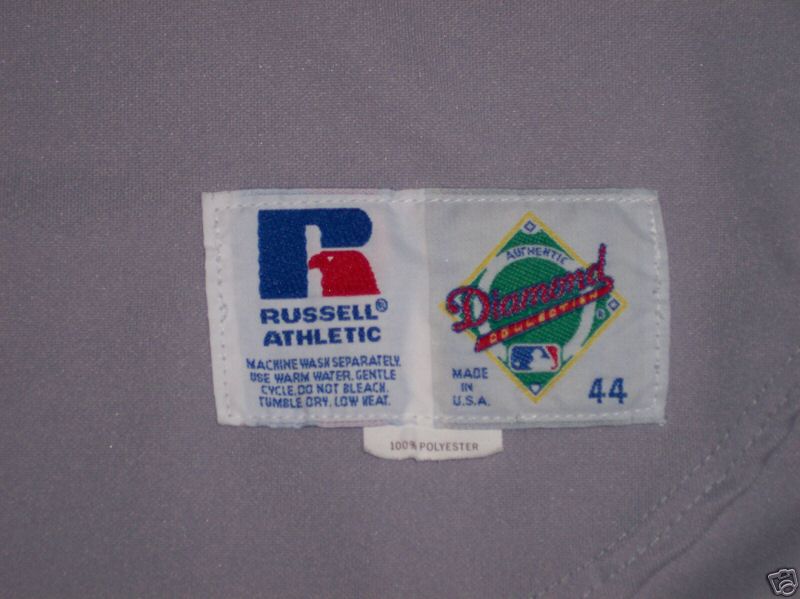 RUSSELL®
ATHLETIC
MACHINE WASH SEPARATELY.
USE WARM WATER, GENTLE
CYCLE. DO NOT BLEACH.
TUMBLE DRY. LOW HEAT.
AUTHENTIC
Diamond
COLLECTION
®
MADE
IN
U.S.A.
44
100% POLYESTER